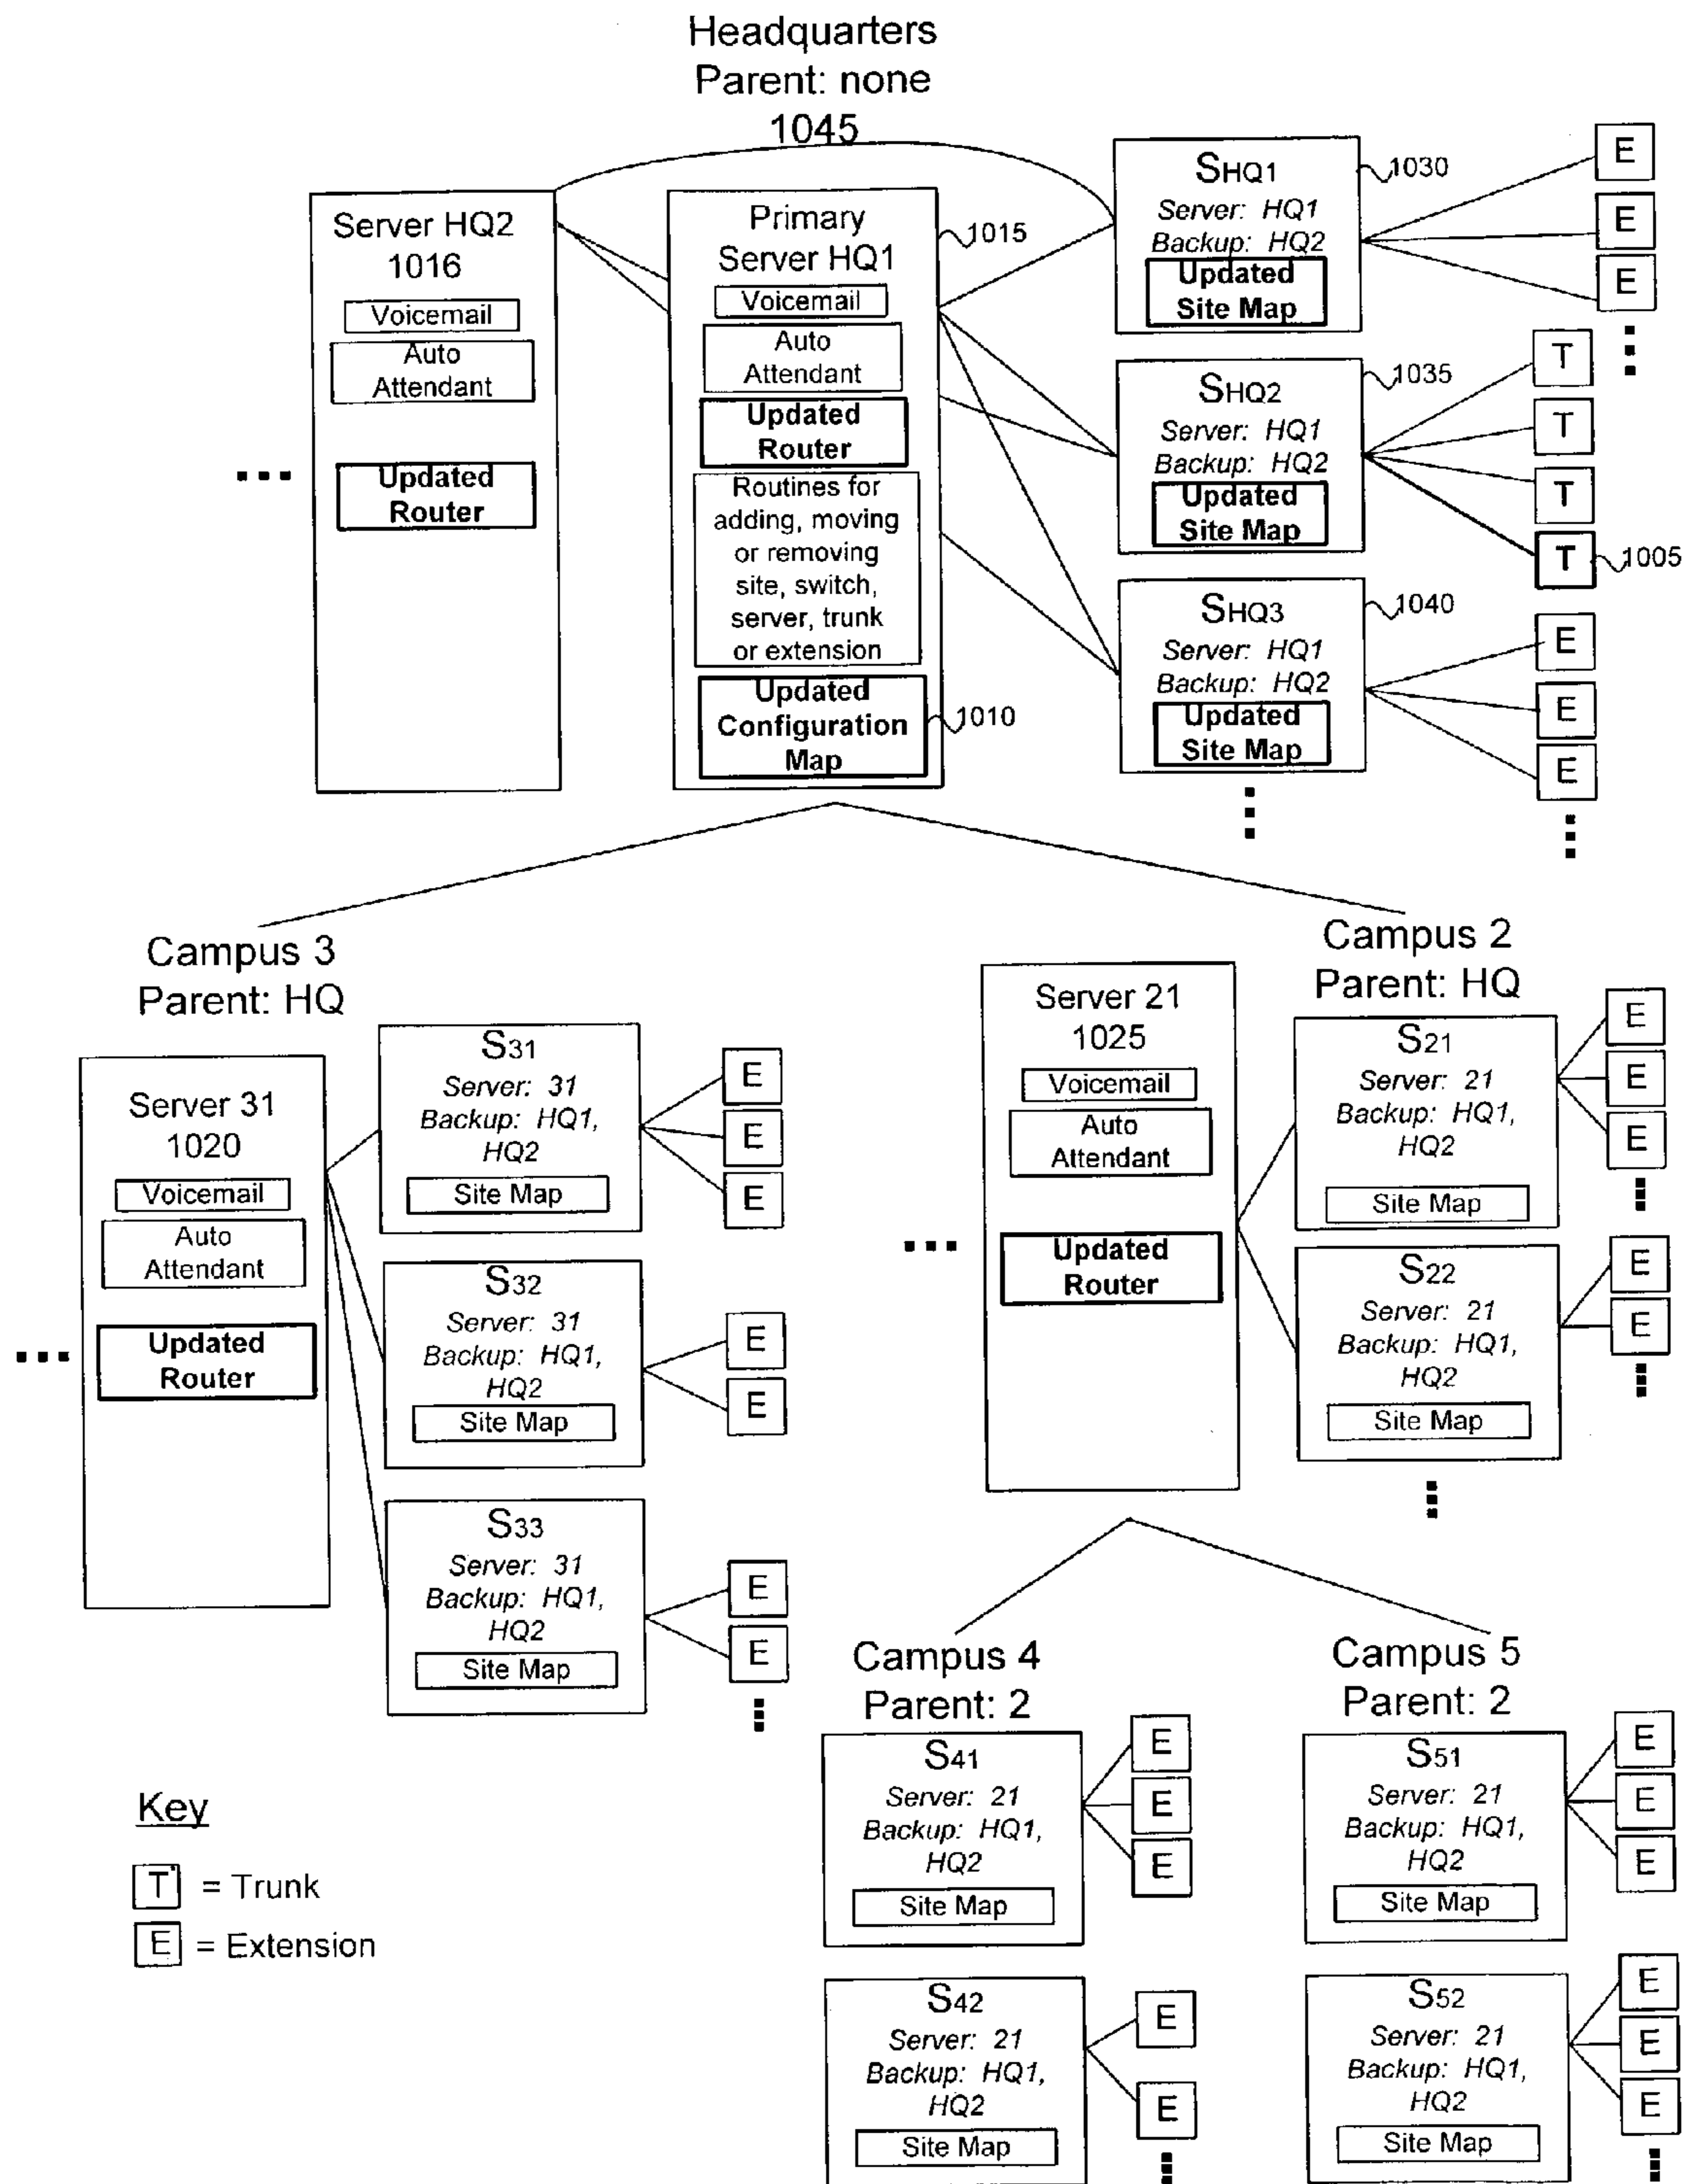 Headquarters
Parent: none
1045
Server HQ2
1016
Voicemail
Auto
Attendant
Updated
Router
Primary
Server HQ1
1015
Voicemail
Auto
Attendant
Updated
Router
Routines for
adding, moving
or removing
site, switch,
server, trunk
or extension
Updated
Configuration
Map
1010
SHQ1
1030
Server: HQ1
Backup: HQ2
Updated
Site Map
E
E
E
SHQ2
1035
Server: HQ1
Backup: HQ2
Updated
Site Map
T
T
T
T
1005
SHQ3
1040
Server: HQ1
Backup: HQ2
Updated
Site Map
E
E
E
Campus 3
Parent: HQ
Server 31
1020
Voicemail
Auto
Attendant
Updated
Router
S31
Server: 31
Backup: HQ1,
HQ2
Site Map
E
E
E
S32
Server: 31
Backup: HQ1,
HQ2
Site Map
E
E
S33
Server: 31
Backup: HQ1,
HQ2
Site Map
E
E
Campus 2
Parent: HQ
Server 21
1025
Voicemail
Auto
Attendant
Updated
Router
S21
Server: 21
Backup: HQ1,
HQ2
Site Map
E
E
E
S22
Server: 21
Backup: HQ1,
HQ2
Site Map
E
E
Campus 4
Parent: 2
S41
Server: 21
Backup: HQ1,
HQ2
Site Map
E
E
E
S42
Server: 21
Backup: HQ1,
HQ2
Site Map
E
E
Campus 5
Parent: 2
S51
Server: 21
Backup: HQ1,
HQ2
Site Map
E
E
E
S52
Server: 21
Backup: HQ1,
HQ2
Site Map
E
E
E
Key
T = Trunk
E = Extension